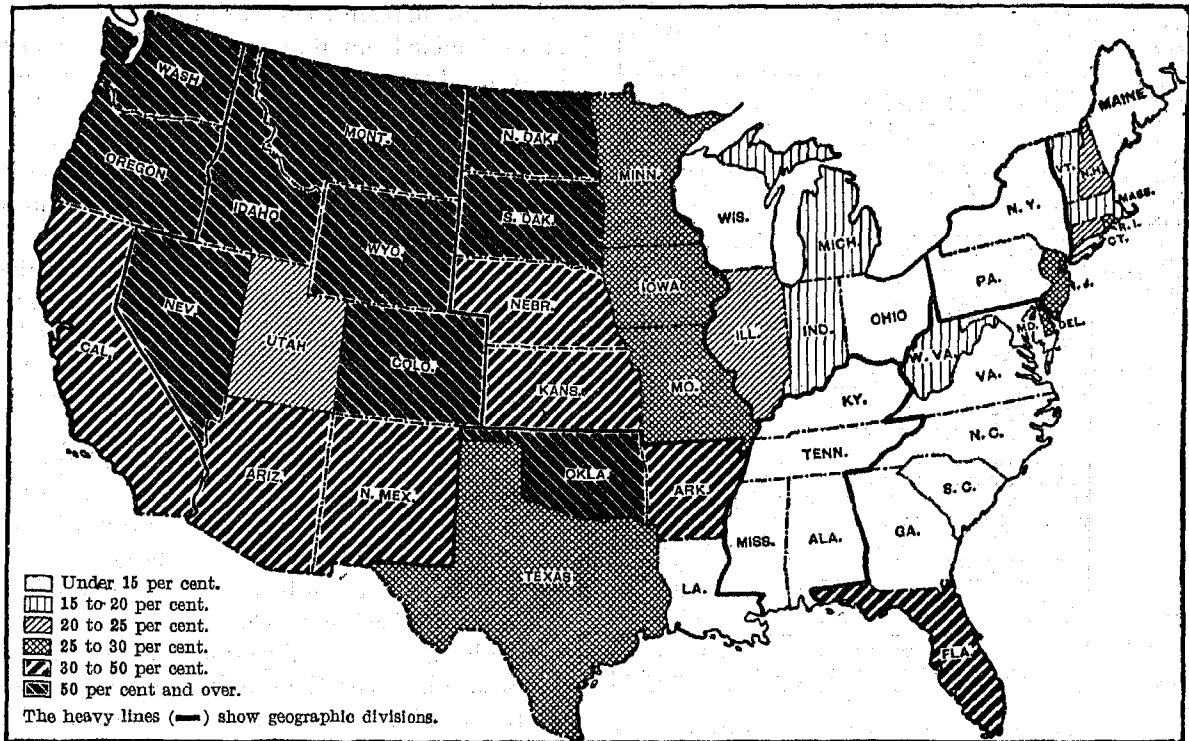 WASH.
MONT.
N. DAK.
MINN.
OREGON
IDAHO
S. DAK.
WYO.
WIS.
MICH.
MAINE
VT.
N.H.
MASS.
N. Y.
R. I.
CT.
NEBR.
IOWA
PA.
N. J.
NEV.
UTAH
COLO.
ILL.
IND.
OHIO
MD.
DEL.
CAL.
KANS.
MO.
W. VA.
VA.
KY.
N. C.
TENN.
ARIZ.
N. MEX.
OKLA.
ARK.
S. C.
MISS.
ALA.
GA.
TEXAS
LA.
FLA.
Under 15 per cent.
15 to 20 per cent.
20 to 25 per cent.
25 to 30 per cent.
30 to 50 per cent.
50 per cent and over.
The heavy lines (▬) show geographic divisions.